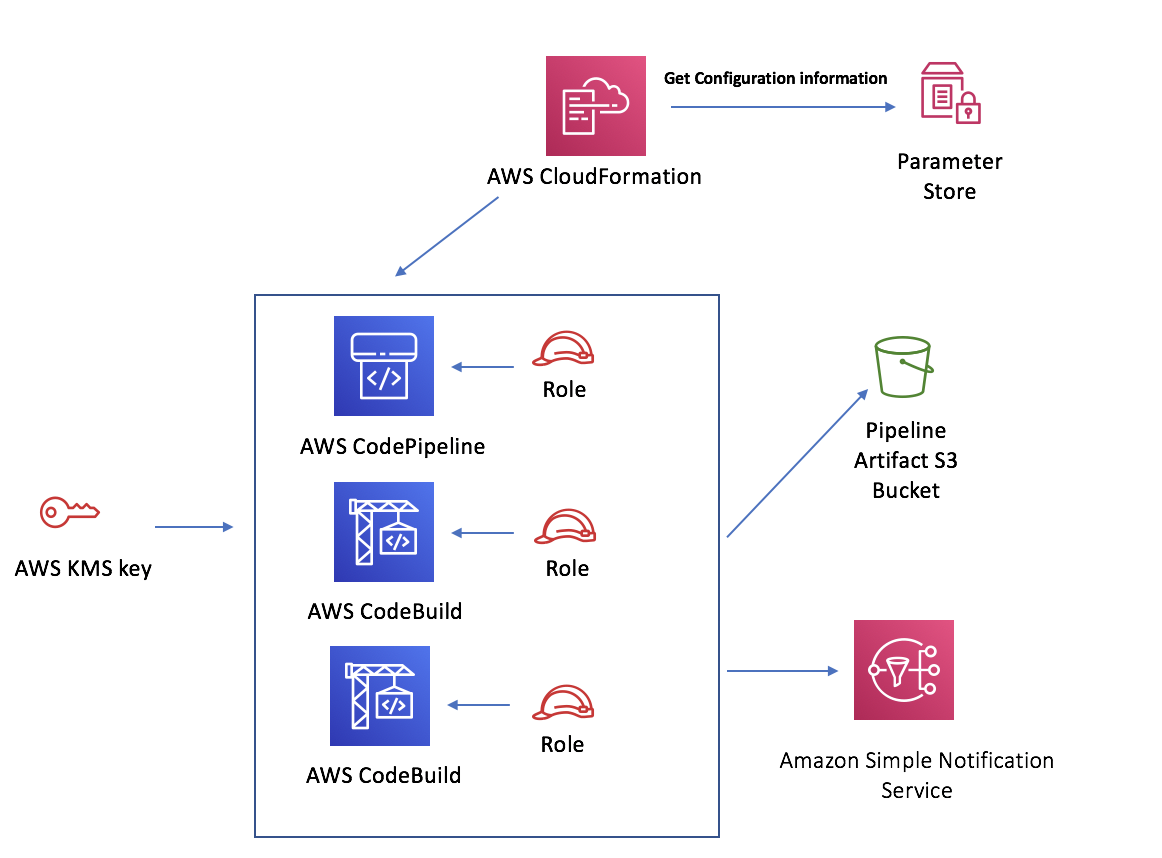 Get Configuration information
AWS CloudFormation
Parameter
Store
</>
AWS CodePipeline
Role
Pipeline
Artifact S3
Bucket
AWS KMS key
</>
AWS CodeBuild
Role
</>
AWS CodeBuild
Role
Amazon Simple Notification
Service